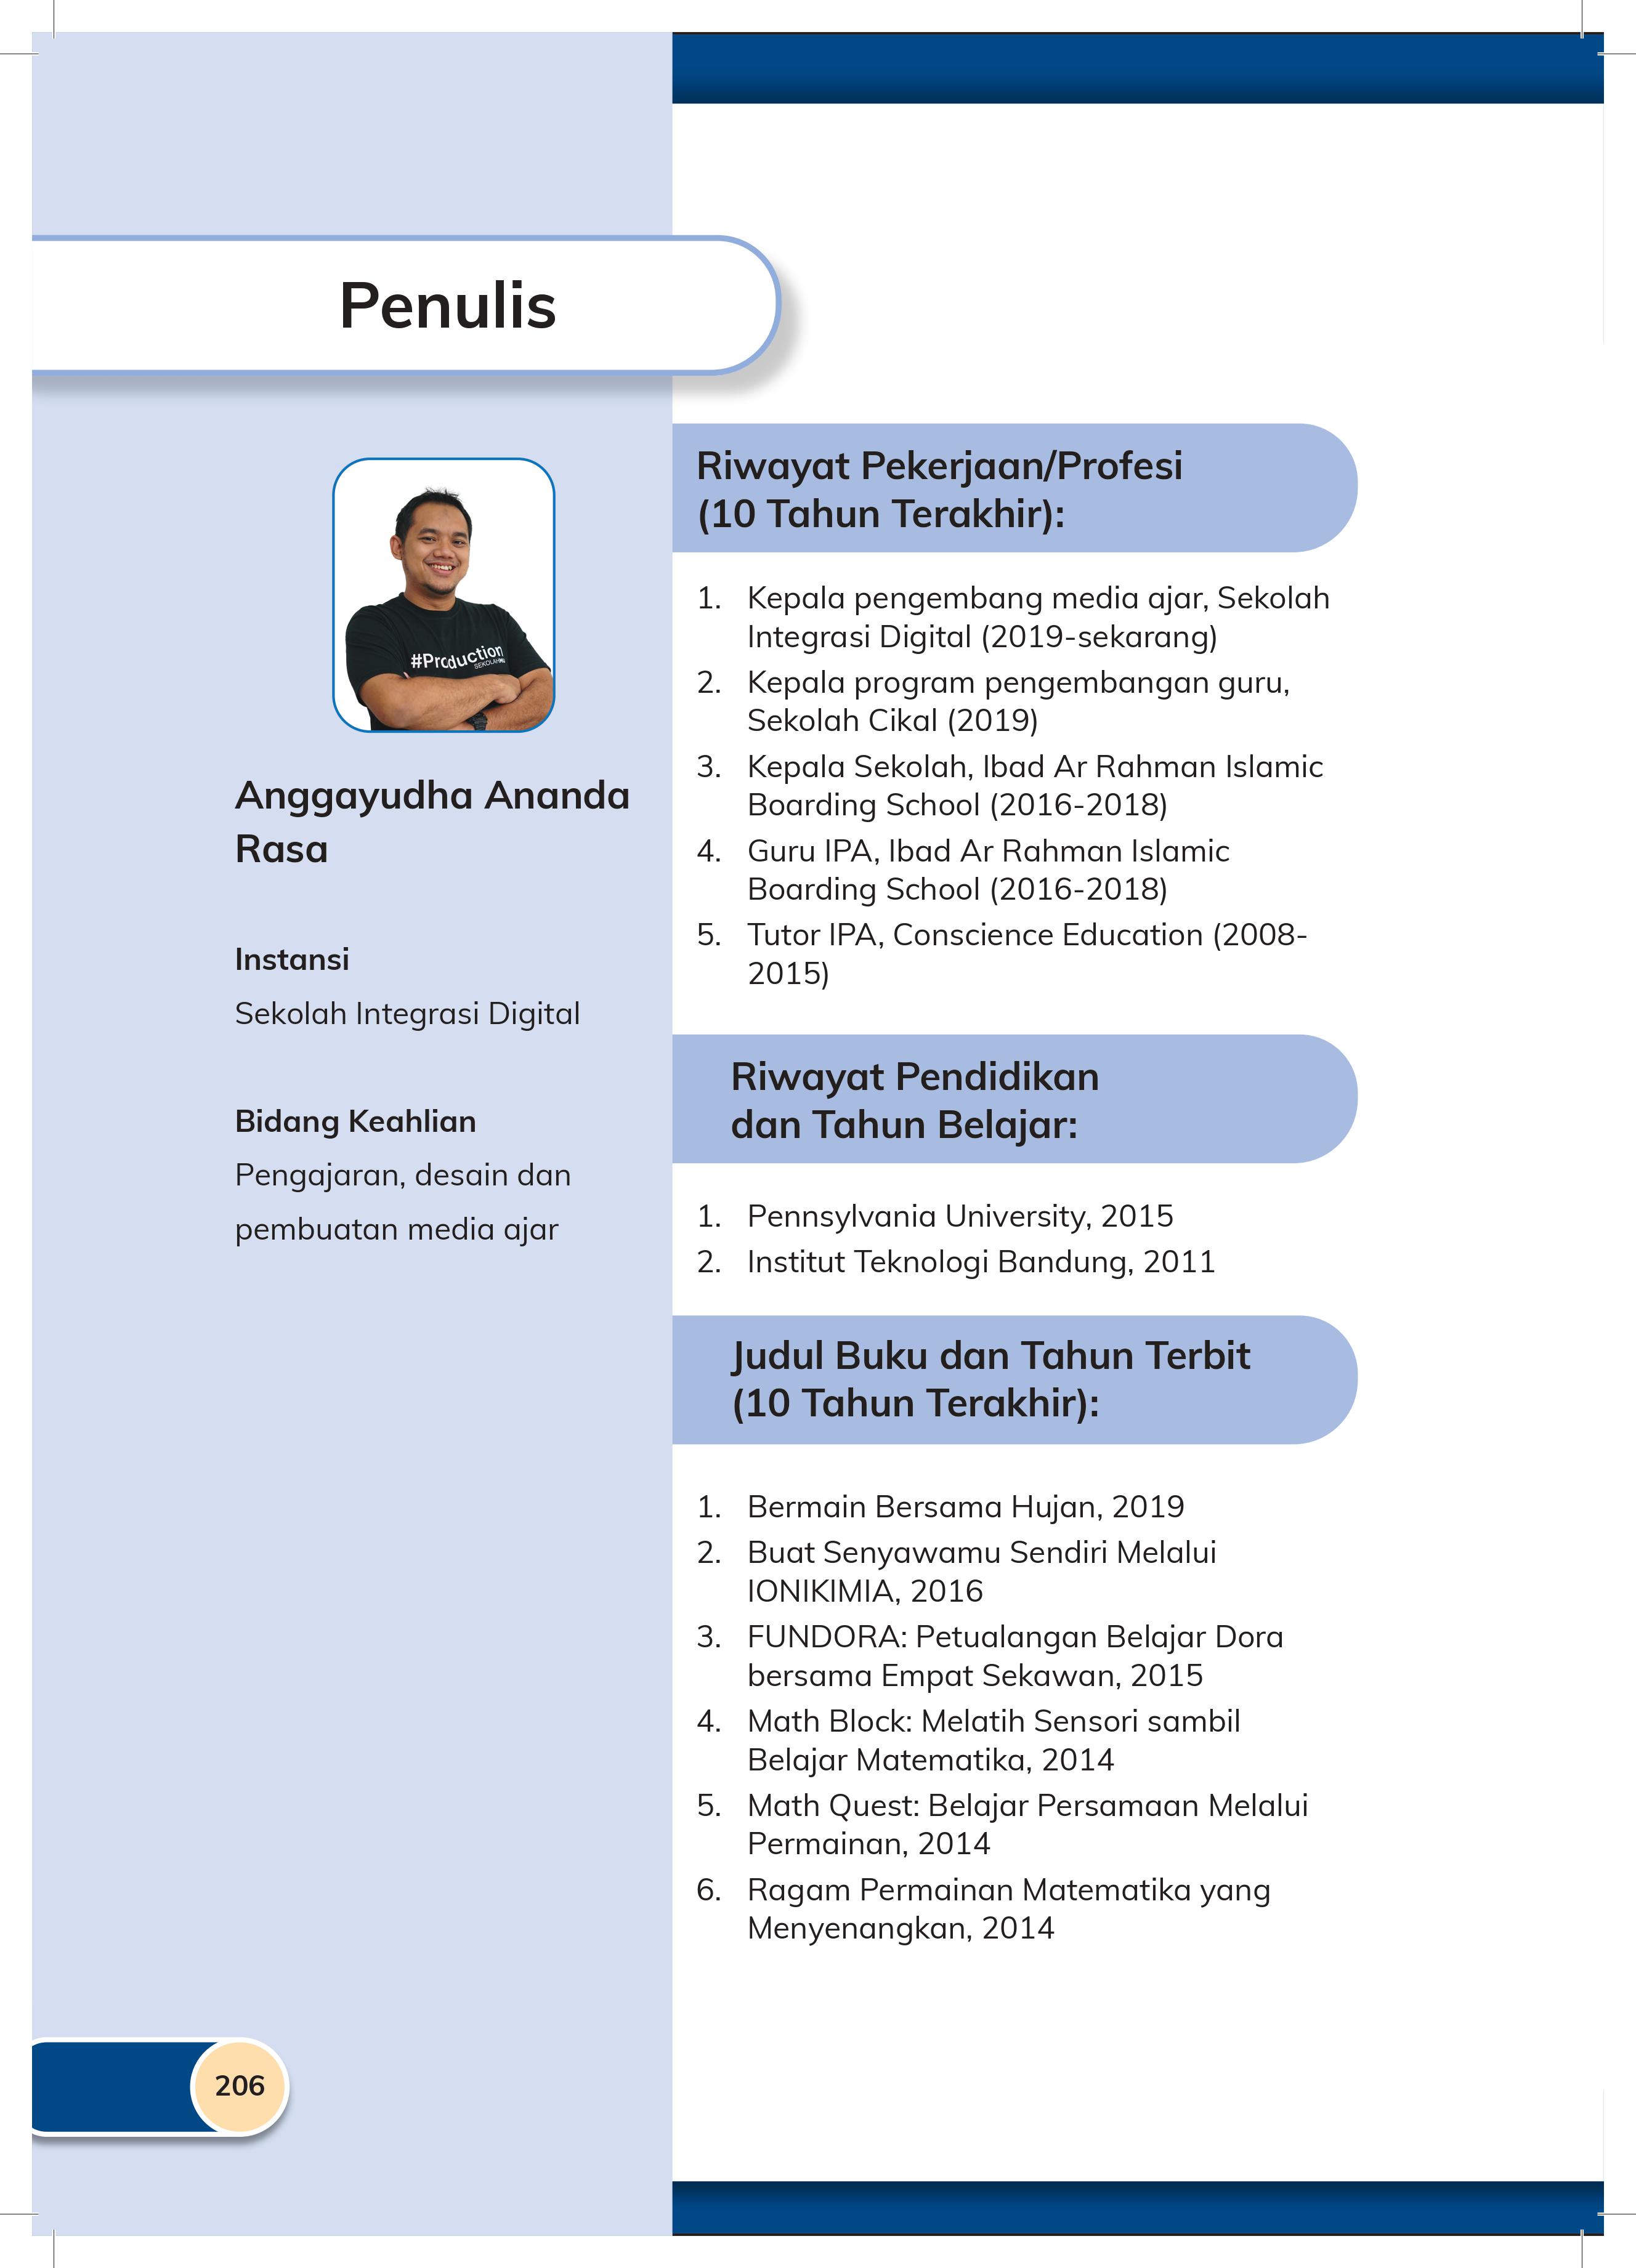 Penulis
#Production
SEKOLAH
Anggayudha Ananda
Rasa
Instansi
Sekolah Integrasi Digital
Bidang Keahlian
Pengajaran, desain dan
pembuatan media ajar
Riwayat Pekerjaan/Profesi
(10 Tahun Terakhir):
1. Kepala pengembang media ajar, Sekolah
Integrasi Digital (2019-sekarang)
2. Kepala program pengembangan guru,
Sekolah Cikal (2019)
3. Kepala Sekolah, Ibad Ar Rahman Islamic
Boarding School (2016-2018)
4. Guru IPA, Ibad Ar Rahman Islamic
Boarding School (2016-2018)
5. Tutor IPA, Conscience Education (2008-
2015)
Riwayat Pendidikan
dan Tahun Belajar:
1. Pennsylvania University, 2015
2. Institut Teknologi Bandung, 2011
Judul Buku dan Tahun Terbit
(10 Tahun Terakhir):
1. Bermain Bersama Hujan, 2019
2. Buat Senyawamu Sendiri Melalui
IONIKIMIA, 2016
3. FUNDORA: Petualangan Belajar Dora
bersama Empat Sekawan, 2015
4. Math Block: Melatih Sensori sambil
Belajar Matematika, 2014
5. Math Quest: Belajar Persamaan Melalui
Permainan, 2014
6. Ragam Permainan Matematika yang
Menyenangkan, 2014
206